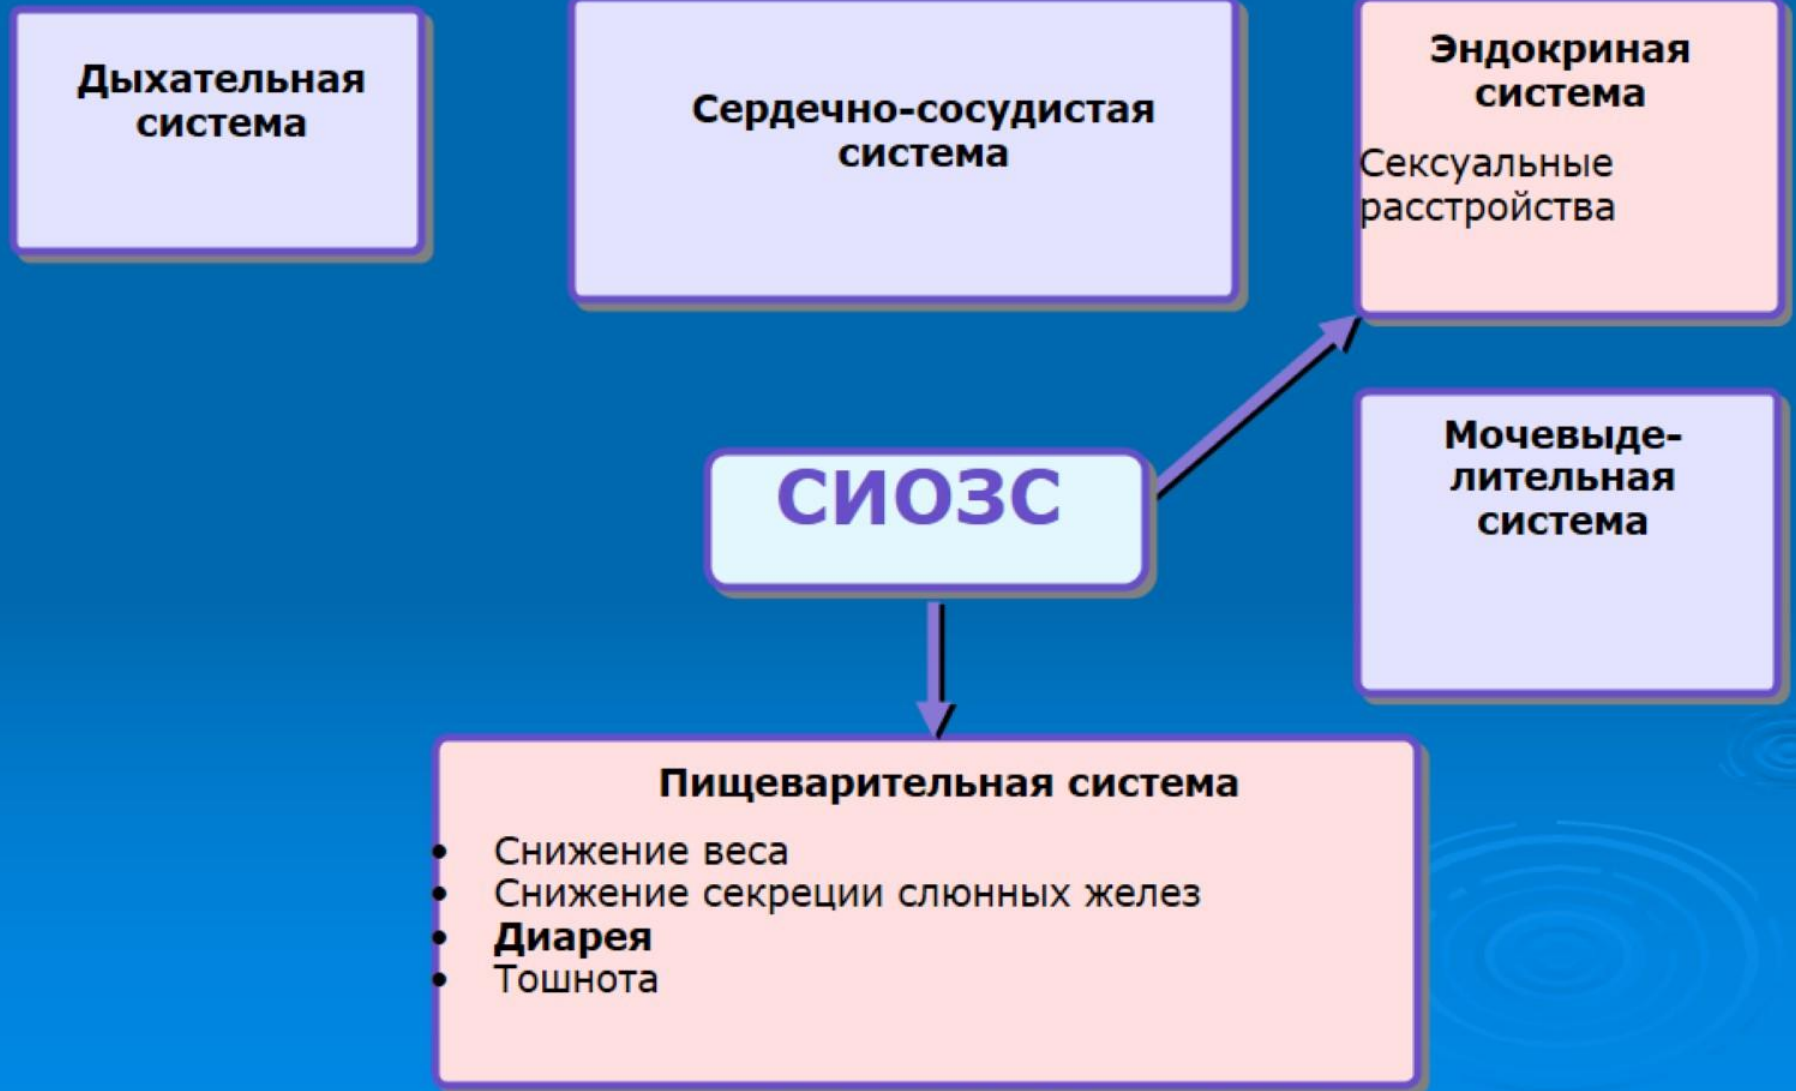 Дыхательная
система
Сердечно-сосудистая
система
Эндокриная
система
Сексуальные
расстройства
СИОЗС
Мочевыде-
лительная
система
Пищеварительная система
• Снижение веса
• Снижение секреции слюнных желез
• Диарея
• Тошнота